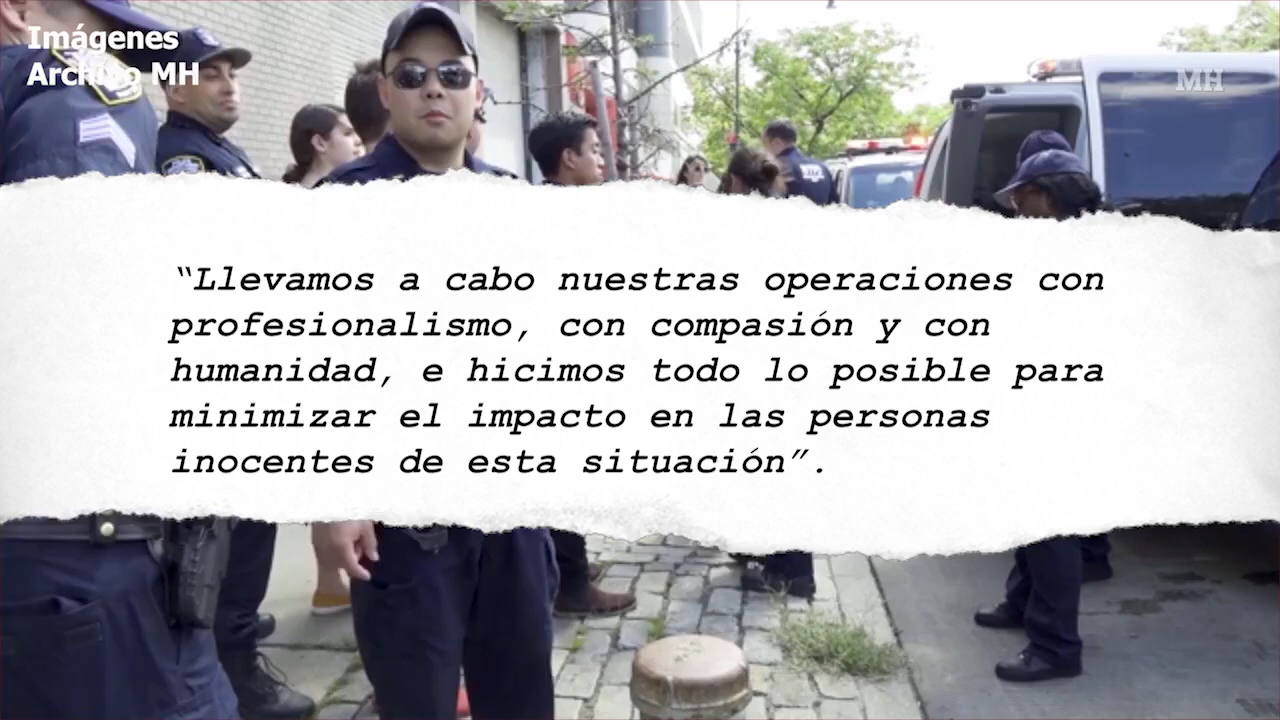 Imágenes
Archivo MH
MH
“Llevamos a cabo nuestras operaciones con
profesionalismo, con compasión y con
humanidad, e hicimos todo lo posible para
minimizar el impacto en las personas
inocentes de esta situación”.